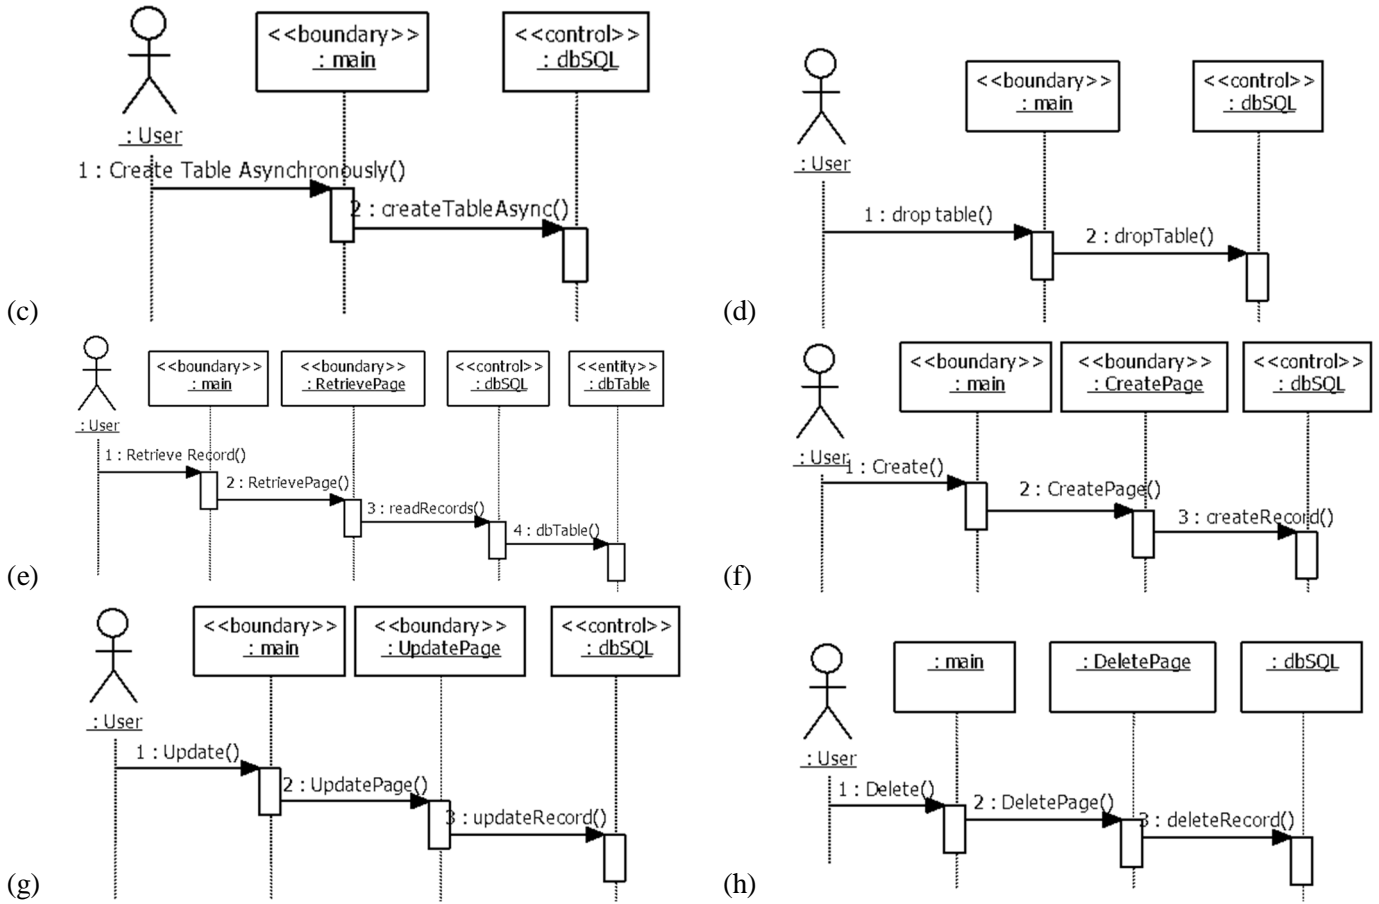 <<boundary>>
: main
<<control>>
: dbSQL
: User
1 : Create Table Asynchronously()
2 : createTableAsync()
(c)
<<boundary>>
: main
<<control>>
: dbSQL
: User
1 : drop table()
2 : dropTable()
(d)
<<boundary>>
: main
<<boundary>>
: RetrievePage
<<control>>
: dbSQL
<<entity>>
: dbTable
: User
1 : Retrieve Record()
2 : RetrievePage()
3 : readRecords()
4 : dbTable()
(e)
<<boundary>>
: main
<<boundary>>
: CreatePage
<<control>>
: dbSQL
: User
1 : Create()
2 : CreatePage()
3 : createRecord()
(f)
<<boundary>>
: main
<<boundary>>
: UpdatePage
<<control>>
: dbSQL
: User
1 : Update()
2 : UpdatePage()
3 : updateRecord()
(g)
: main
: DeletePage
: dbSQL
: User
1 : Delete()
2 : DeletePage()
3 : deleteRecord()
(h)